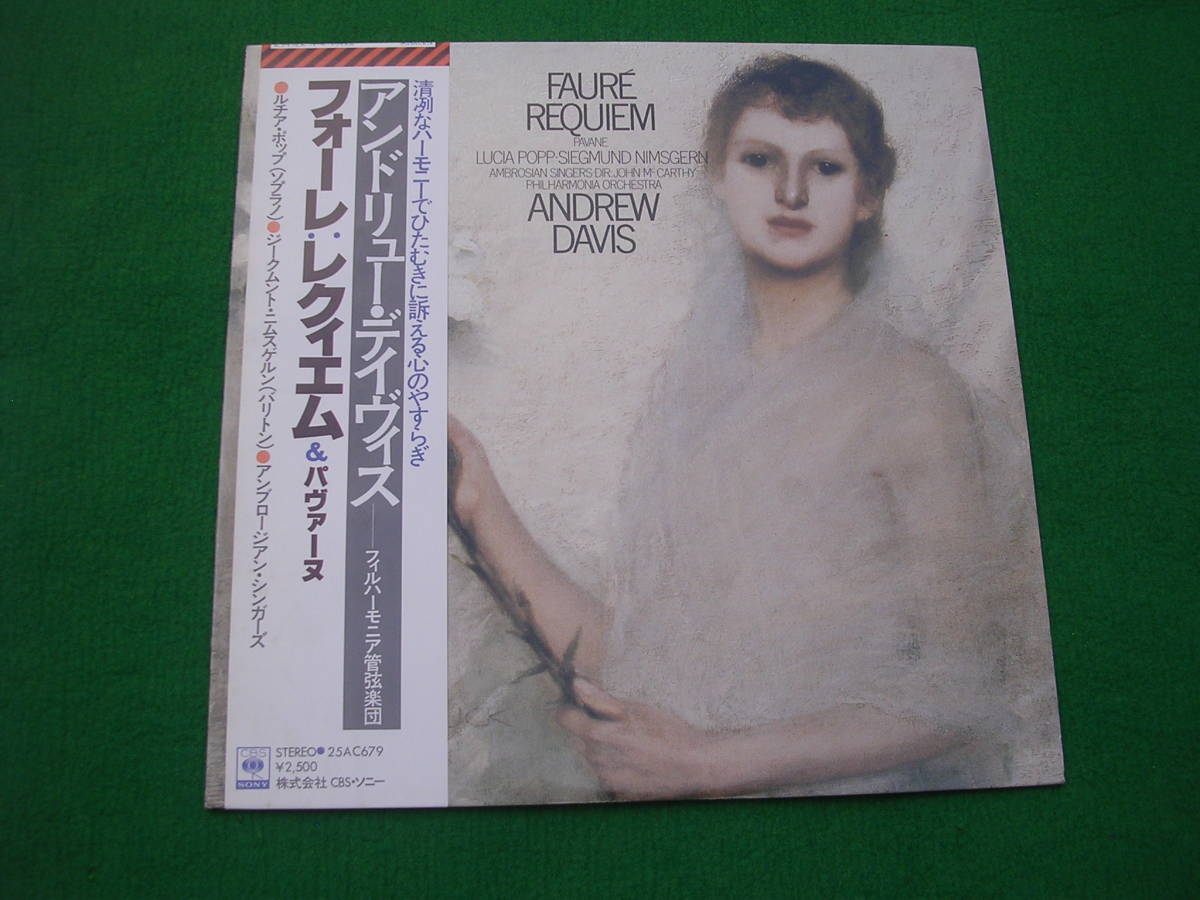 清冽なハーモニーでひたむきに訴える心のやすらぎ
アンドリュー・デイヴィス──フィルハーモニア管弦楽団
フォーレ:レクィエム&パヴァーヌ
●ルチア・ポップ(ソプラノ)●ジークムント・ニムスゲルン(バリトン)●アンブロージアン・シンガーズ
CBS
SONY
STEREO●25AC679
¥2,500
株式会社 CBS・ソニー
FAURÉ
REQUIEM
PAVANE
LUCIA POPP·SIEGMUND NIMSGERN
AMBROSIAN SINGERS DIR: JOHN McCARTHY
PHILHARMONIA ORCHESTRA
ANDREW
DAVIS